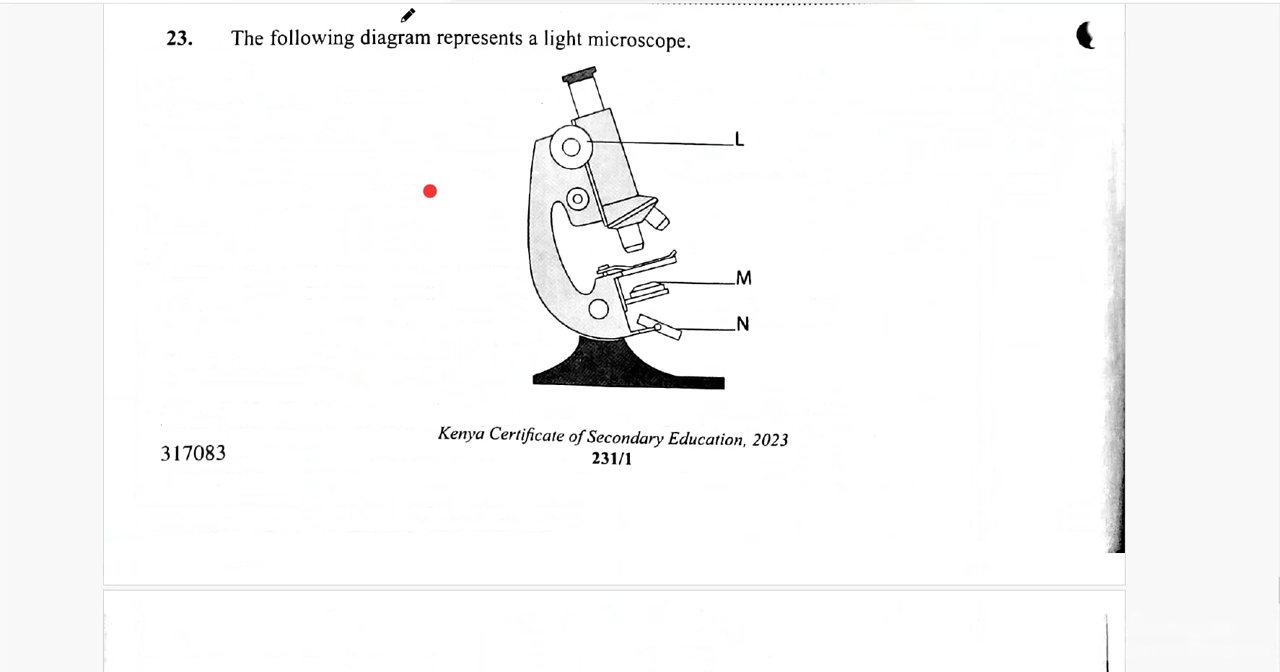 23. The following diagram represents a light microscope.
L
M
N
Kenya Certificate of Secondary Education, 2023
317083
231/1